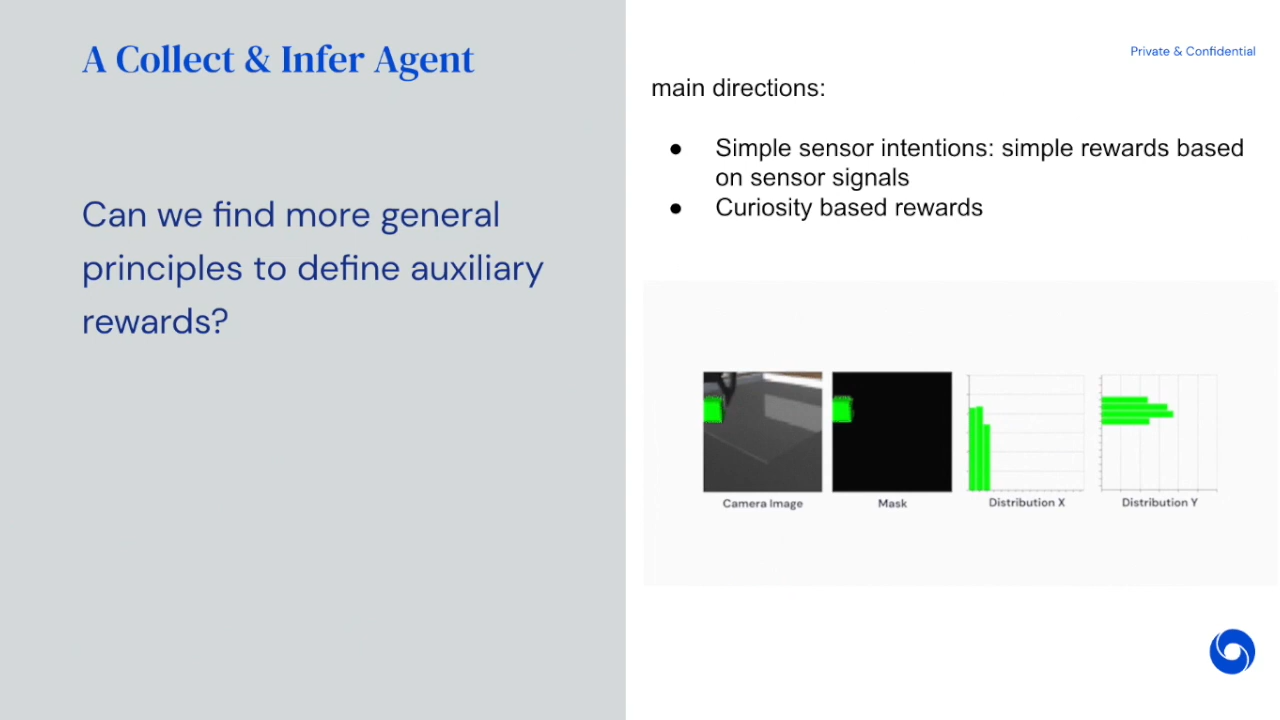 A Collect & Infer Agent
Can we find more general
principles to define auxiliary
rewards?
Private & Confidential
main directions:
● Simple sensor intentions: simple rewards based
on sensor signals
● Curiosity based rewards
Camera Image
Mask
Distribution X
Distribution Y